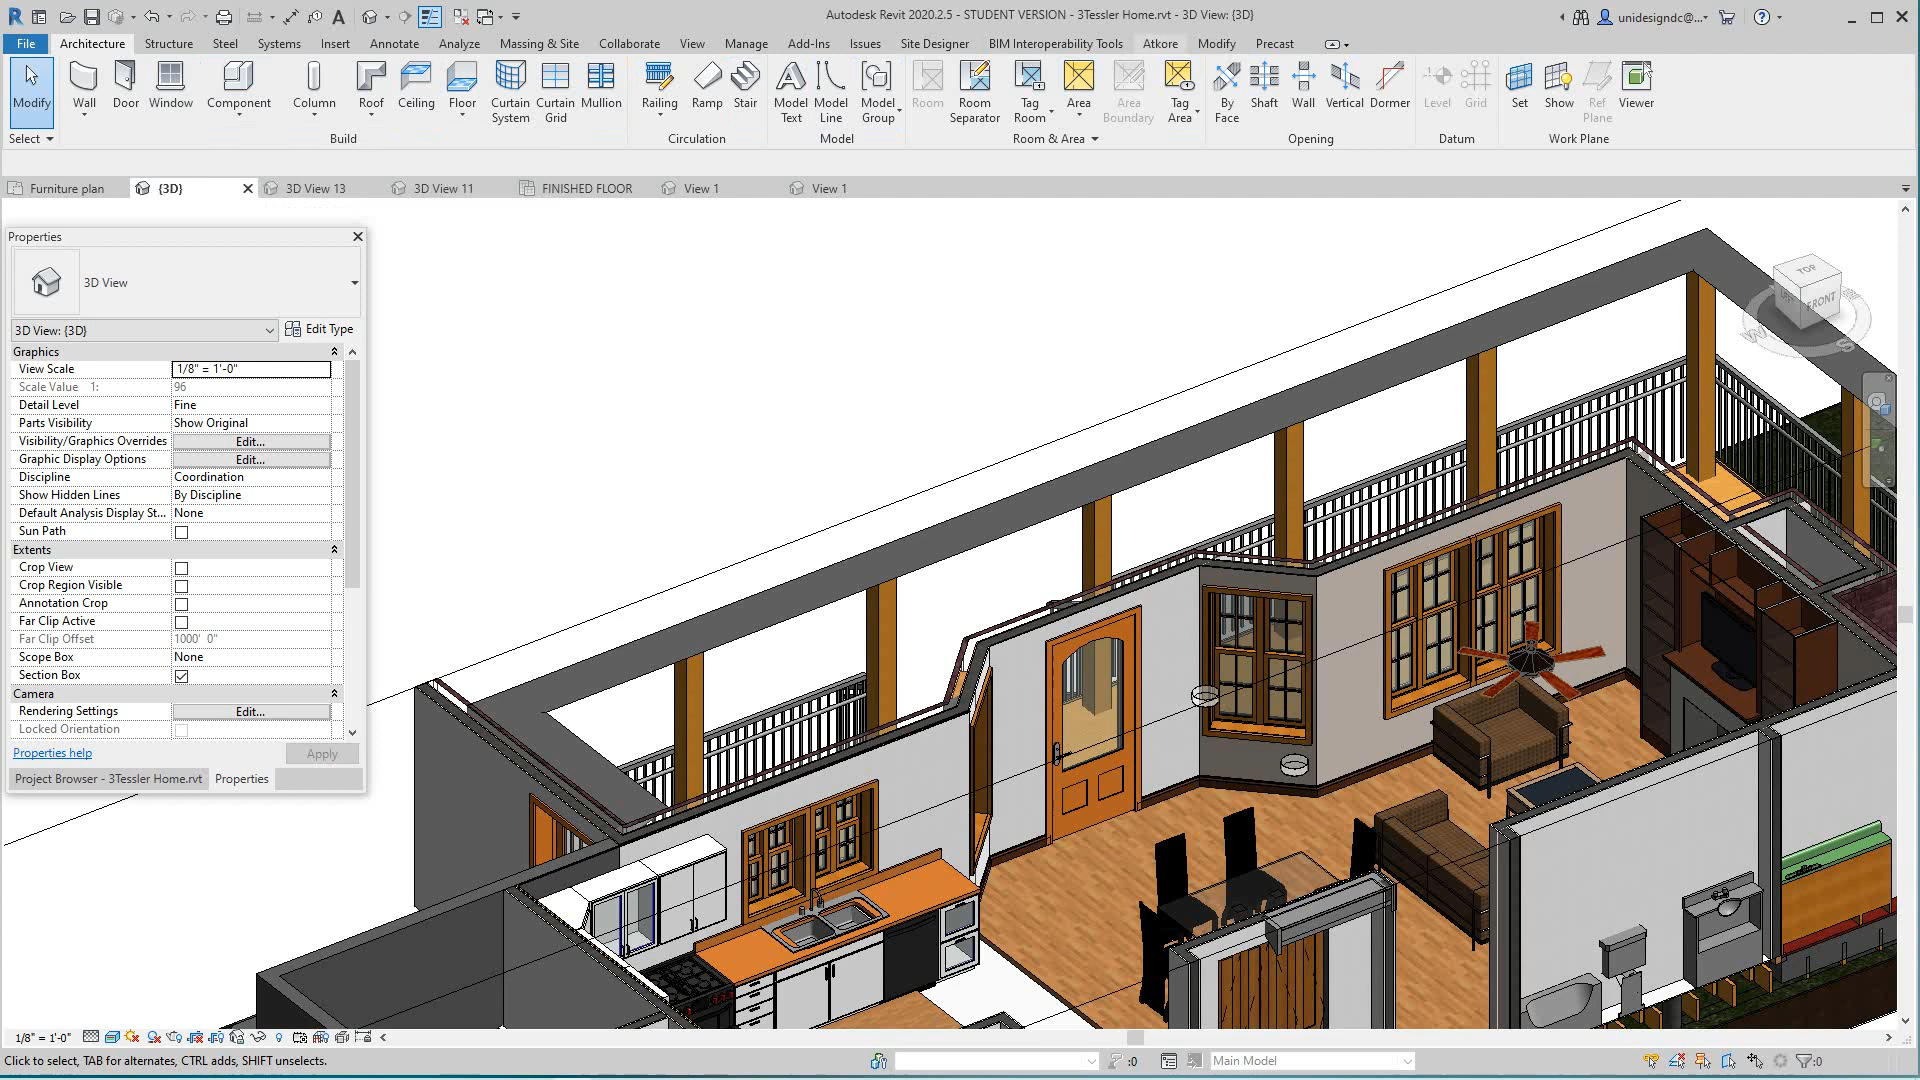 Autodesk Revit 2020.2.5 - STUDENT VERSION - 3Tessler Home.rvt - 3D View: {3D}
unidesigndc@...
File Architecture Structure Steel Systems Insert Annotate Analyze Massing & Site Collaborate View Manage Add-Ins Issues Site Designer BIM Interoperability Tools Atkore Modify Precast
Modify Wall Door Window Component Column Roof Ceiling Floor Curtain System Curtain Grid Mullion Railing Ramp Stair Model Text Model Line Model Group Room Room Separator Tag Room Area Area Boundary Tag Area By Face Shaft Wall Vertical Dormer Level Grid Set Show Ref Plane Viewer
Select Build Circulation Model Room & Area Opening Datum Work Plane
Furniture plan {3D} 3D View 13 3D View 11 FINISHED FLOOR View 1 View 1
Properties
3D View
3D View: {3D} Edit Type
Graphics
View Scale 1/8" = 1'-0"
Scale Value 1: 96
Detail Level Fine
Parts Visibility Show Original
Visibility/Graphics Overrides Edit...
Graphic Display Options Edit...
Discipline Coordination
Show Hidden Lines By Discipline
Default Analysis Display St... None
Sun Path
Extents
Crop View
Crop Region Visible
Annotation Crop
Far Clip Active
Far Clip Offset 1000' 0"
Scope Box None
Section Box
Camera
Rendering Settings Edit...
Locked Orientation
Properties help Apply
Project Browser - 3Tessler Home.rvt Properties
TOP
FRONT
W
S
1/8" = 1'-0"
Click to select, TAB for alternates, CTRL adds, SHIFT unselects.
:0
Main Model
:0